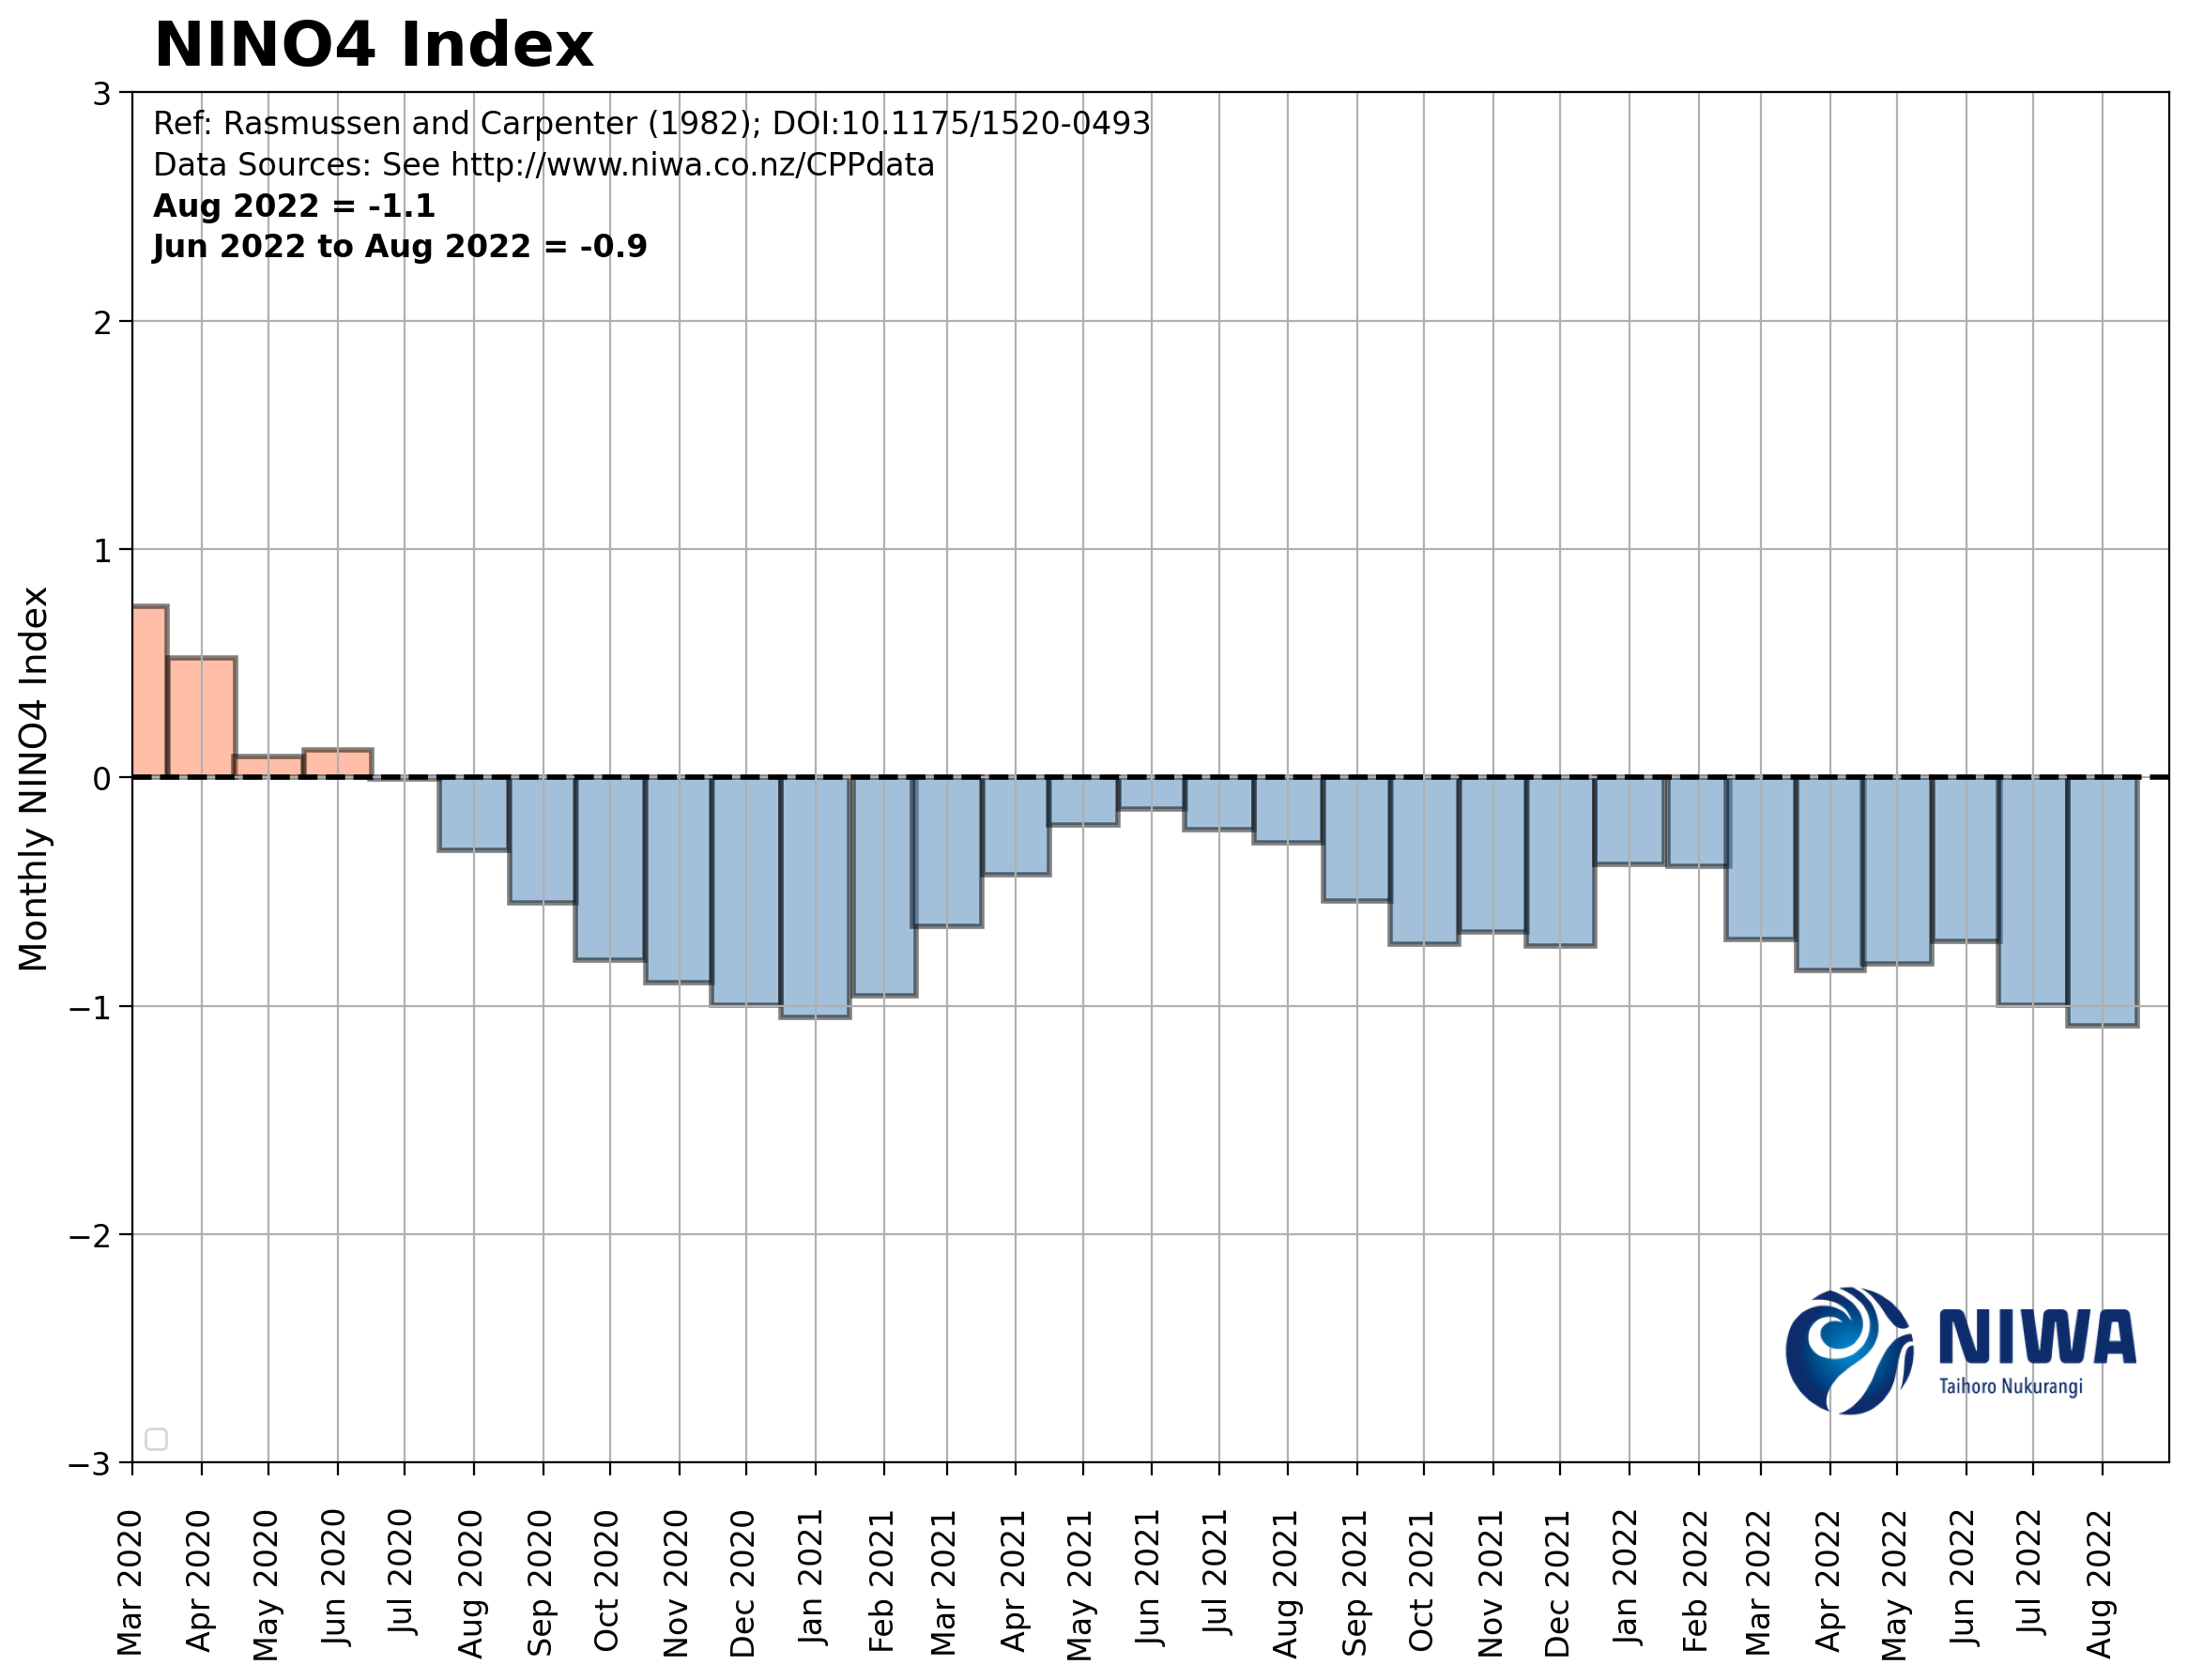 NINO4 Index
Ref: Rasmussen and Carpenter (1982); DOI:10.1175/1520-0493
Data Sources: See http://www.niwa.co.nz/CPPdata
Aug 2022 = -1.1
Jun 2022 to Aug 2022 = -0.9
Monthly NINO4 Index
3
2
1
0
−1
−2
−3
NIWA
Taihoro Nukurangi
Mar 2020
Apr 2020
May 2020
Jun 2020
Jul 2020
Aug 2020
Sep 2020
Oct 2020
Nov 2020
Dec 2020
Jan 2021
Feb 2021
Mar 2021
Apr 2021
May 2021
Jun 2021
Jul 2021
Aug 2021
Sep 2021
Oct 2021
Nov 2021
Dec 2021
Jan 2022
Feb 2022
Mar 2022
Apr 2022
May 2022
Jun 2022
Jul 2022
Aug 2022